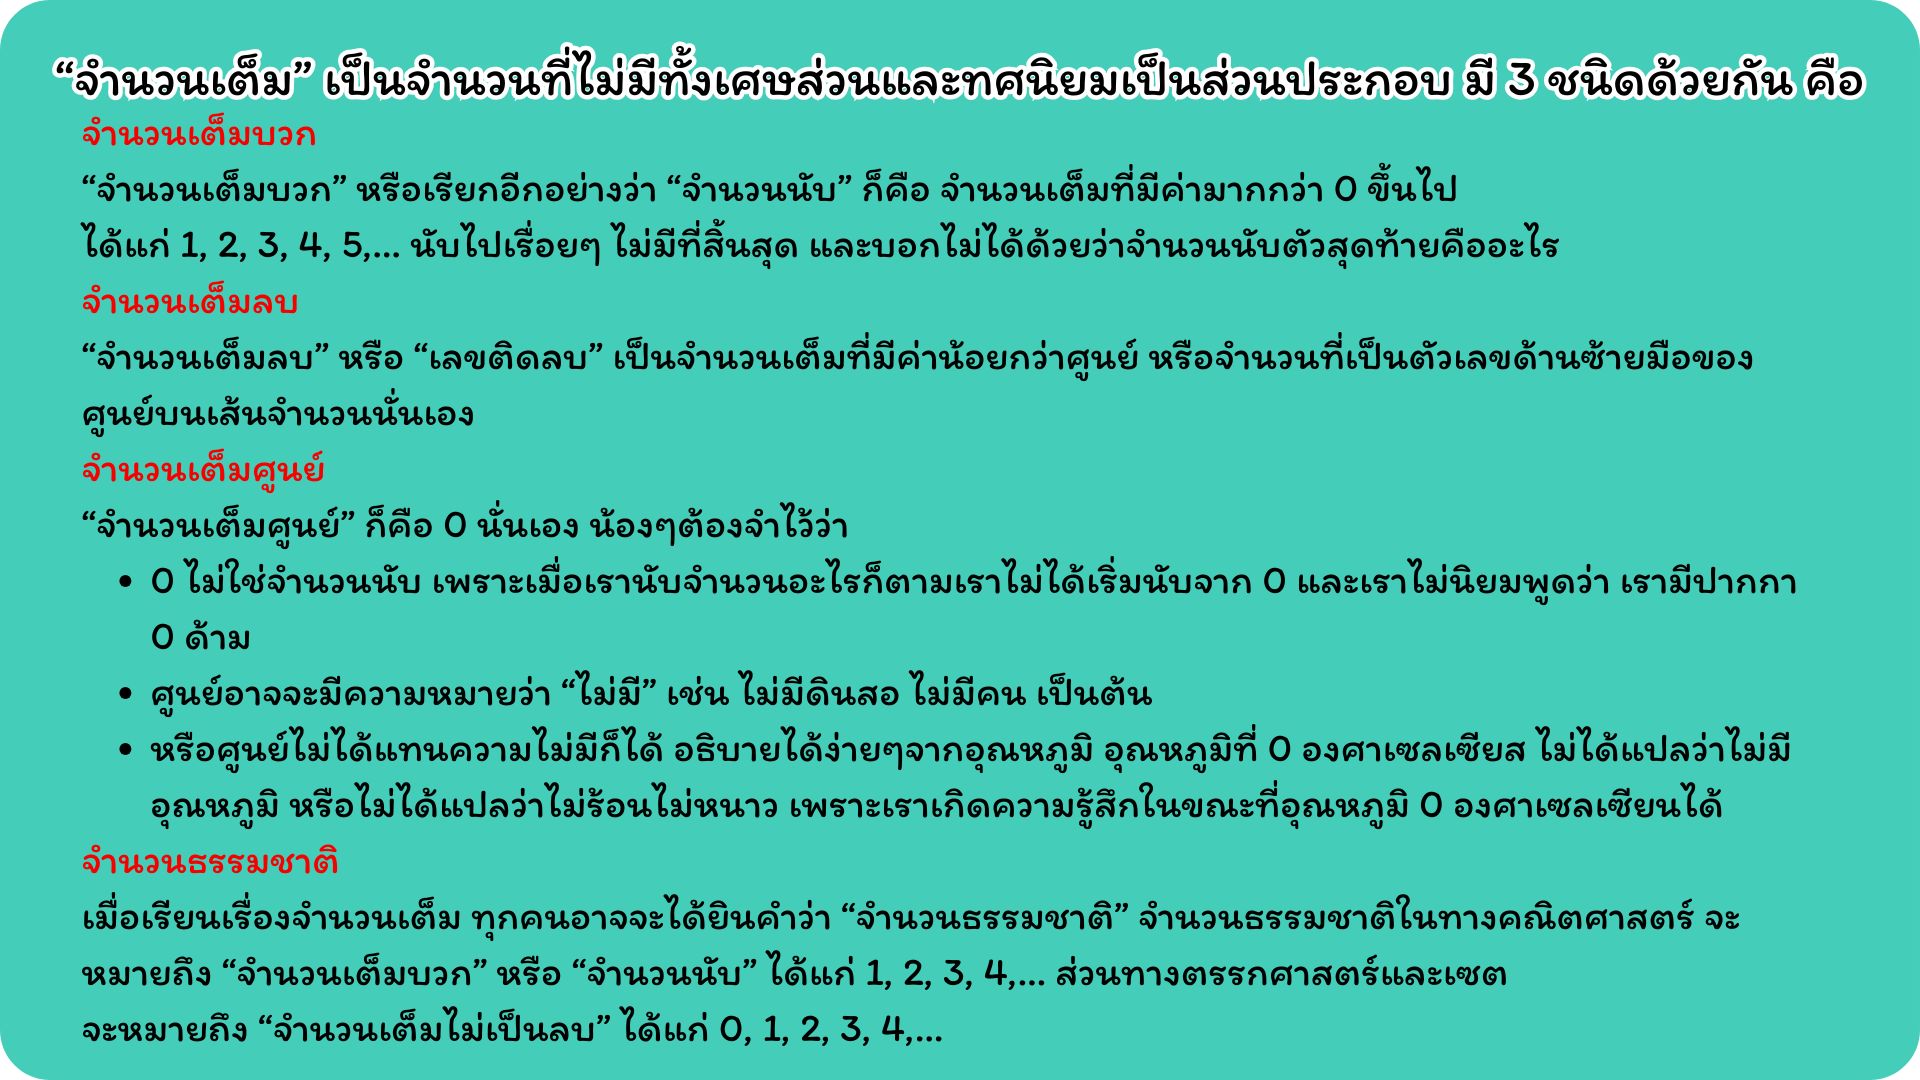 “จำนวนเต็ม” เป็นจำนวนที่ไม่มีทั้งเศษส่วนและทศนิยมเป็นส่วนประกอบ มี 3 ชนิดด้วยกัน คือ
จำนวนเต็มบวก
“จำนวนเต็มบวก” หรือเรียกอีกอย่างว่า “จำนวนนับ” ก็คือ จำนวนเต็มที่มีค่ามากกว่า 0 ขึ้นไป
ได้แก่ 1, 2, 3, 4, 5,... นับไปเรื่อยๆ ไม่มีที่สิ้นสุด และบอกไม่ได้ด้วยว่าจำนวนนับตัวสุดท้ายคืออะไร
จำนวนเต็มลบ
“จำนวนเต็มลบ” หรือ “เลขติดลบ” เป็นจำนวนเต็มที่มีค่าน้อยกว่าศูนย์ หรือจำนวนที่เป็นตัวเลขด้านซ้ายมือของ
ศูนย์บนเส้นจำนวนนั่นเอง
จำนวนเต็มศูนย์
“จำนวนเต็มศูนย์” ก็คือ 0 นั่นเอง น้องๆต้องจำไว้ว่า
• 0 ไม่ใช่จำนวนนับ เพราะเมื่อเรานับจำนวนอะไรก็ตามเราไม่ได้เริ่มนับจาก 0 และเราไม่นิยมพูดว่า เรามีปากกา
0 ด้าม
• ศูนย์อาจจะมีความหมายว่า “ไม่มี” เช่น ไม่มีดินสอ ไม่มีคน เป็นต้น
• หรือศูนย์ไม่ได้แทนความไม่มีก็ได้ อธิบายได้ง่ายๆจากอุณหภูมิ อุณหภูมิที่ 0 องศาเซลเซียส ไม่ได้แปลว่าไม่มี
อุณหภูมิ หรือไม่ได้แปลว่าไม่ร้อนไม่หนาว เพราะเราเกิดความรู้สึกในขณะที่อุณหภูมิ 0 องศาเซลเซียนได้
จำนวนธรรมชาติ
เมื่อเรียนเรื่องจำนวนเต็ม ทุกคนอาจจะได้ยินคำว่า “จำนวนธรรมชาติ” จำนวนธรรมชาติในทางคณิตศาสตร์ จะ
หมายถึง “จำนวนเต็มบวก” หรือ “จำนวนนับ” ได้แก่ 1, 2, 3, 4,... ส่วนทางตรรกศาสตร์และเซต
จะหมายถึง “จำนวนเต็มไม่เป็นลบ” ได้แก่ 0, 1, 2, 3, 4,...